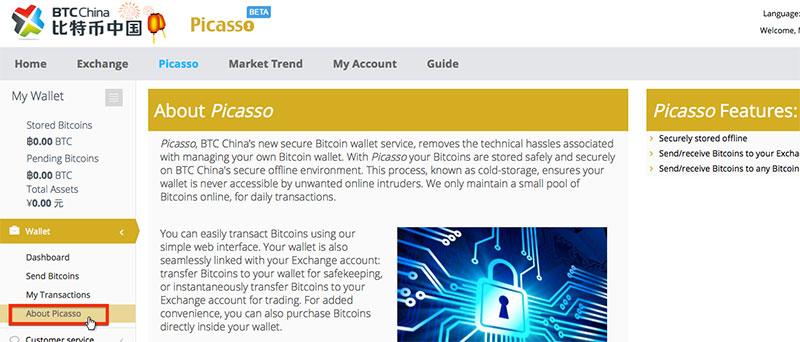 BTCChina
比特币中国
Picasso
BETA
Language:
Welcome,
Home
Exchange
Picasso
Market Trend
My Account
Guide
My Wallet
Stored Bitcoins
฿0.00 BTC
Pending Bitcoins
฿0.00 BTC
Total Assets
¥0.00 元
Wallet
Dashboard
Send Bitcoins
My Transactions
About Picasso
Customer service
About Picasso
Picasso, BTC China's new secure Bitcoin wallet service, removes the technical hassles associated
with managing your own Bitcoin wallet. With Picasso your Bitcoins are stored safely and securely
on BTC China's secure offline environment. This process, known as cold-storage, ensures your
wallet is never accessible by unwanted online intruders. We only maintain a small pool of
Bitcoins online, for daily transactions.
You can easily transact Bitcoins using our
simple web interface. Your wallet is also
seamlessly linked with your Exchange account:
transfer Bitcoins to your wallet for safekeeping,
or instantaneously transfer Bitcoins to your
Exchange account for trading. For added
convenience, you can also purchase Bitcoins
directly inside your wallet.
Picasso Features:
Securely stored offline
Send/receive Bitcoins to your Excha
Send/receive Bitcoins to any Bitcoin